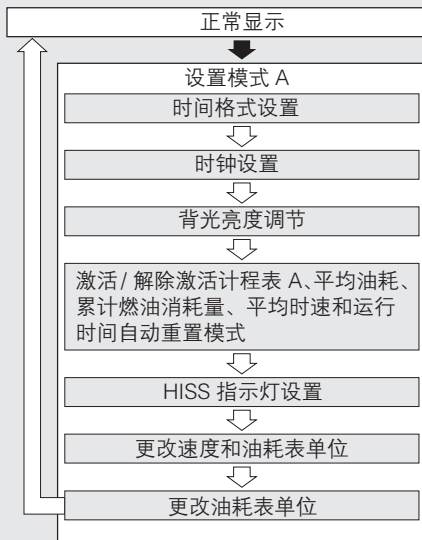 正常显示
设置模式 A
时间格式设置
时钟设置
背光亮度调节
激活/ 解除激活计程表 A、平均油耗、
累计燃油消耗量、平均时速和运行
时间自动重置模式
HISS 指示灯设置
更改速度和油耗表单位
更改油耗表单位